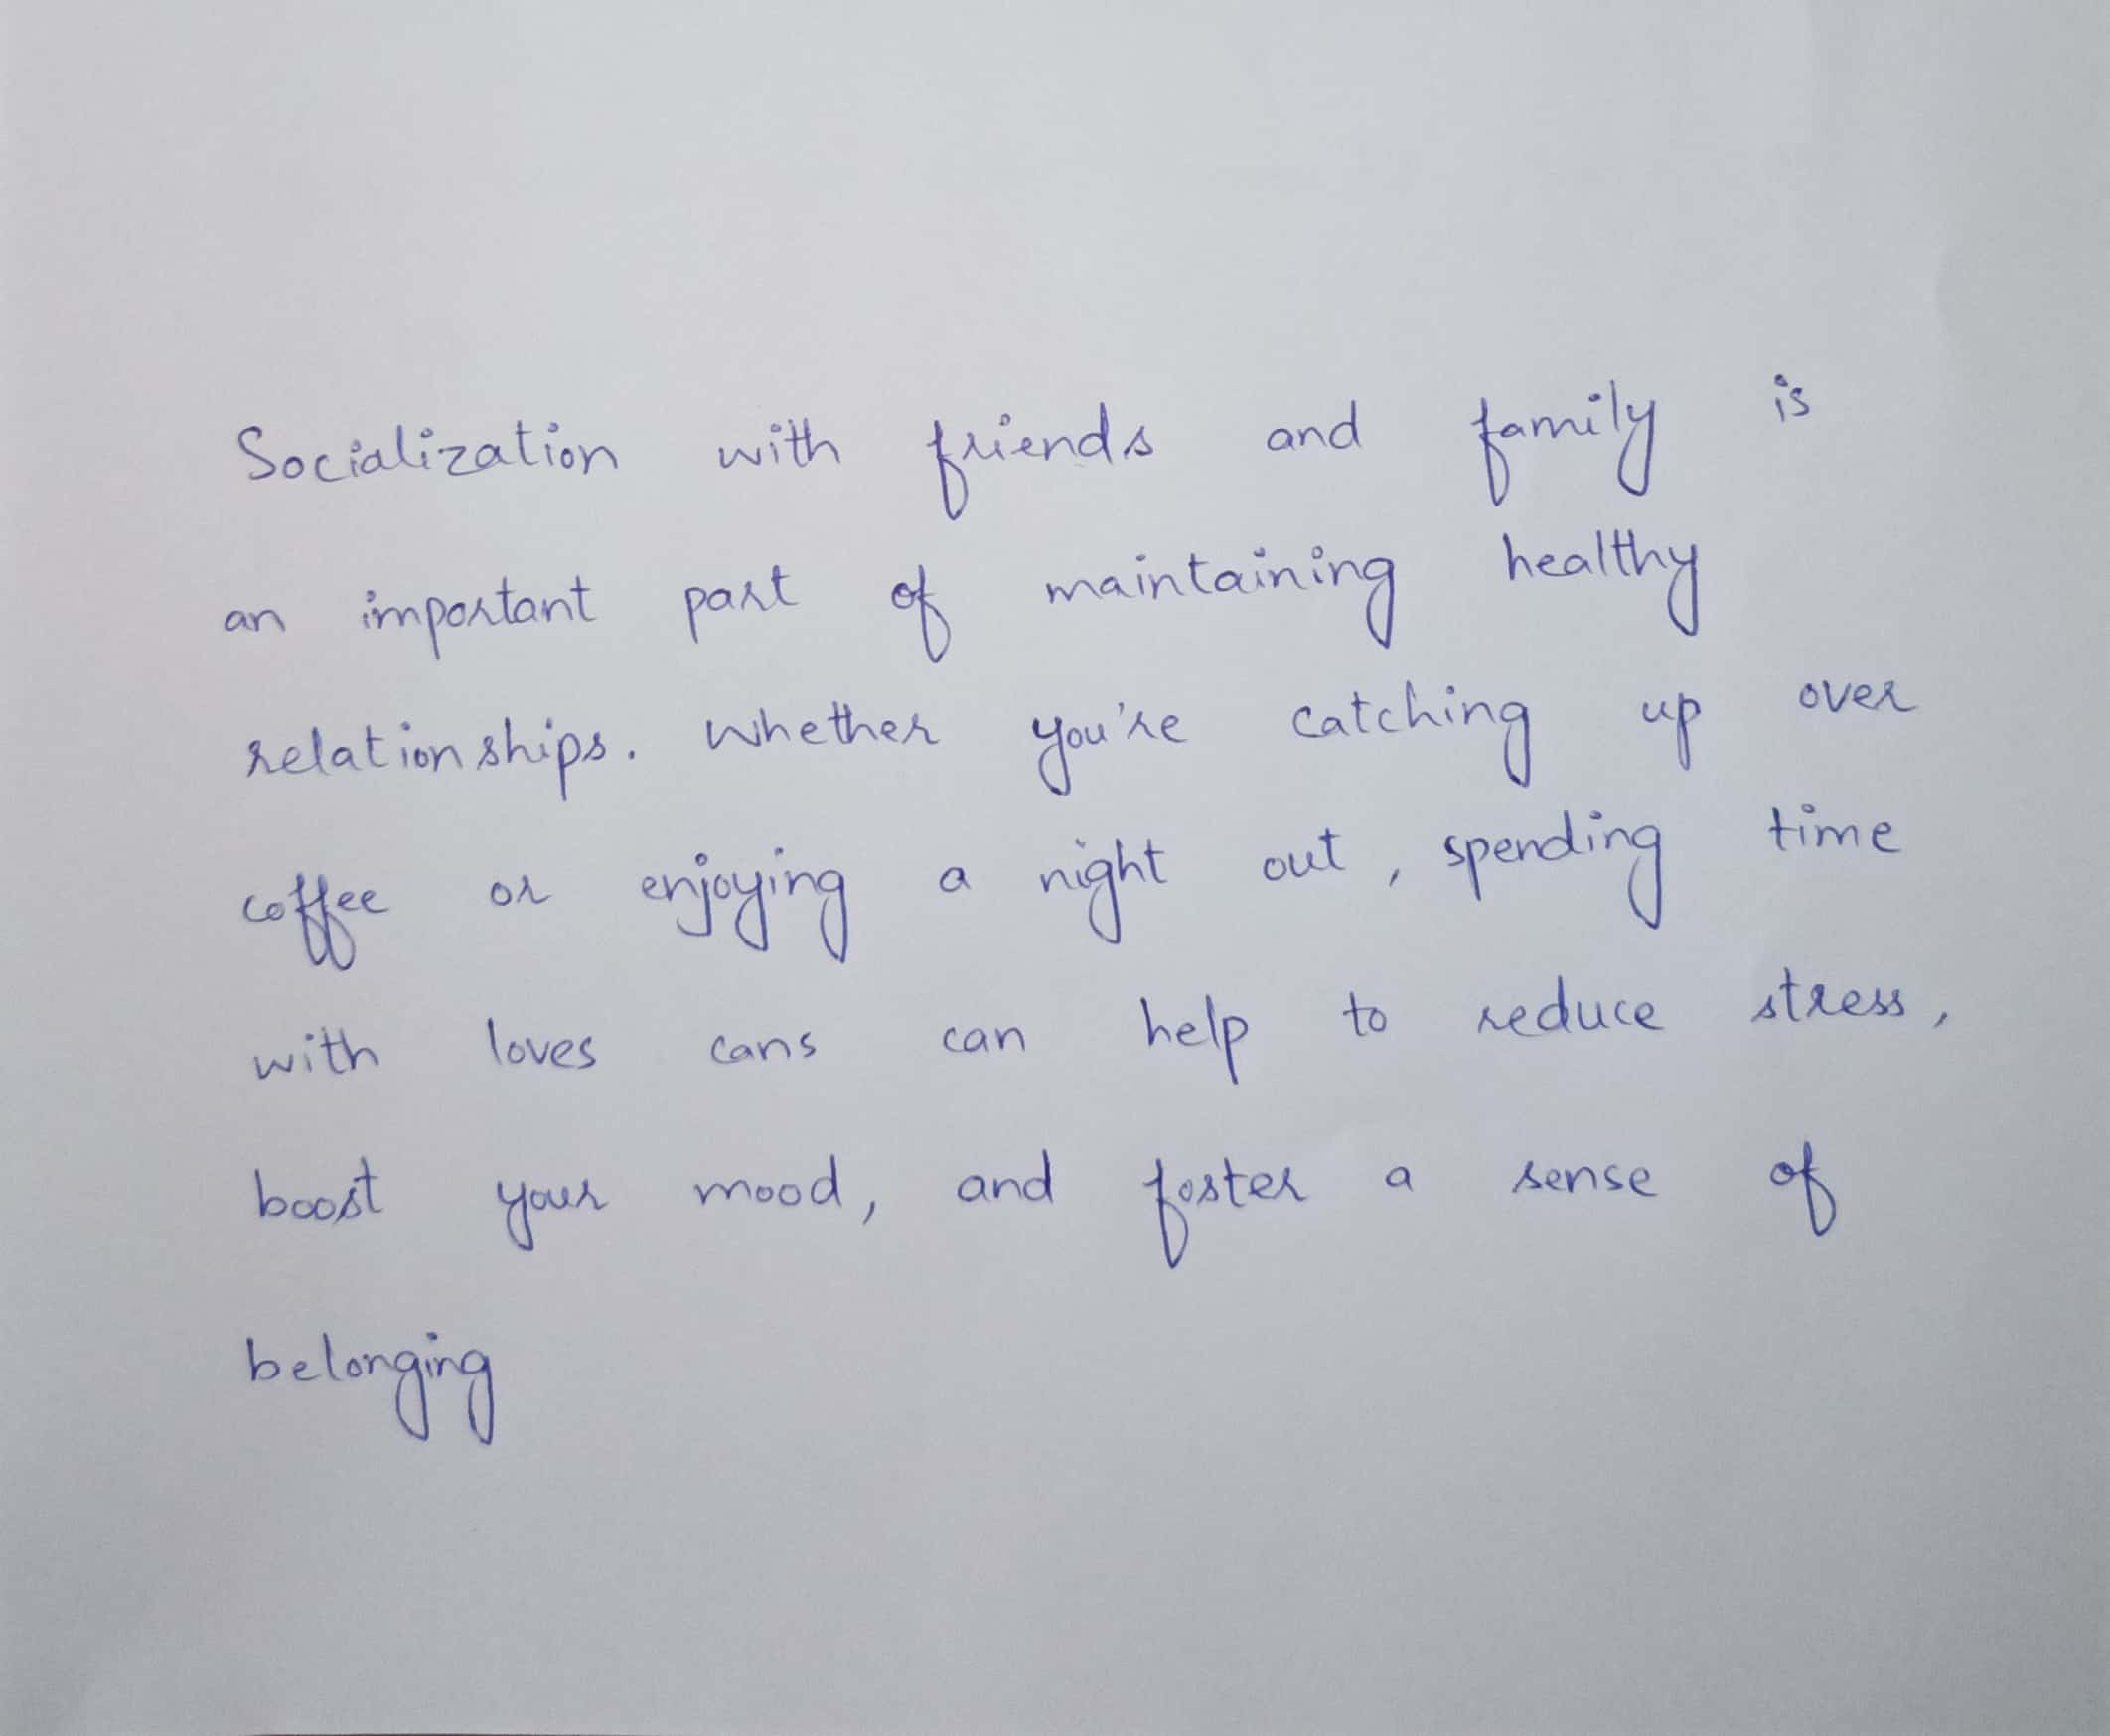 Socialization with friends and family is
an important part of maintaining healthy
relationships. Whether you're catching up over
coffee or enjoying a night out, spending time
with loves cans can help to reduce stress,
boost your mood, and foster a sense of
belonging